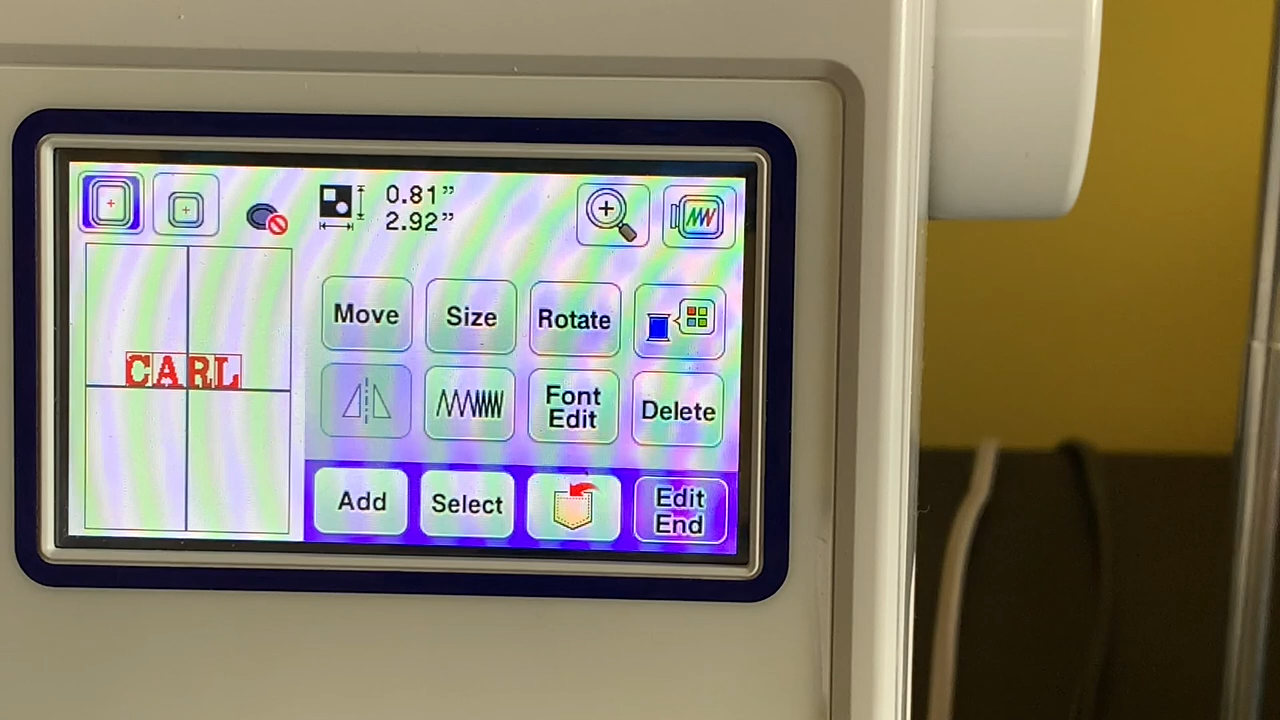 0.81”
2.92”
Move
Size
Rotate
CARL
Font
Edit
Delete
Add
Select
Edit
End